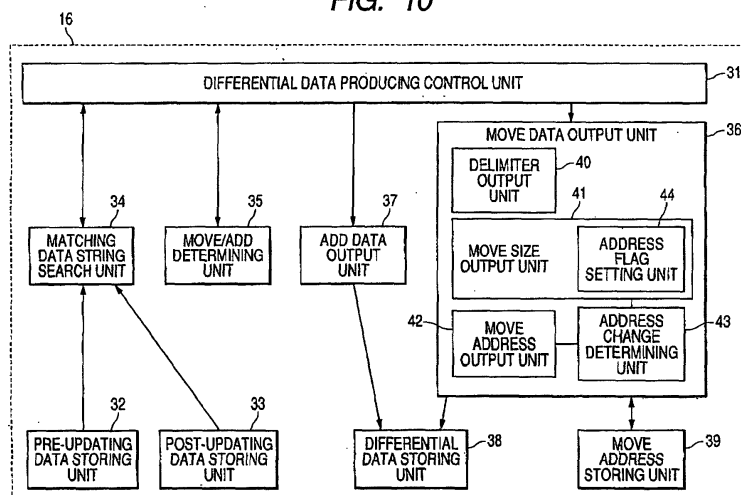 FIG. 10
16
DIFFERENTIAL DATA PRODUCING CONTROL UNIT
31
MOVE DATA OUTPUT UNIT
36
DELIMITER
OUTPUT
UNIT
40
41
44
MOVE SIZE
OUTPUT UNIT
ADDRESS
FLAG
SETTING UNIT
34
MATCHING
DATA STRING
SEARCH UNIT
35
MOVE/ADD
DETERMINING
UNIT
37
ADD DATA
OUTPUT
UNIT
42
MOVE
ADDRESS
OUTPUT UNIT
ADDRESS
CHANGE
DETERMINING
UNIT
43
32
PRE-UPDATING
DATA STORING
UNIT
33
POST-UPDATING
DATA STORING
UNIT
DIFFERENTIAL
DATA STORING
UNIT
38
MOVE
ADDRESS
STORING UNIT
39